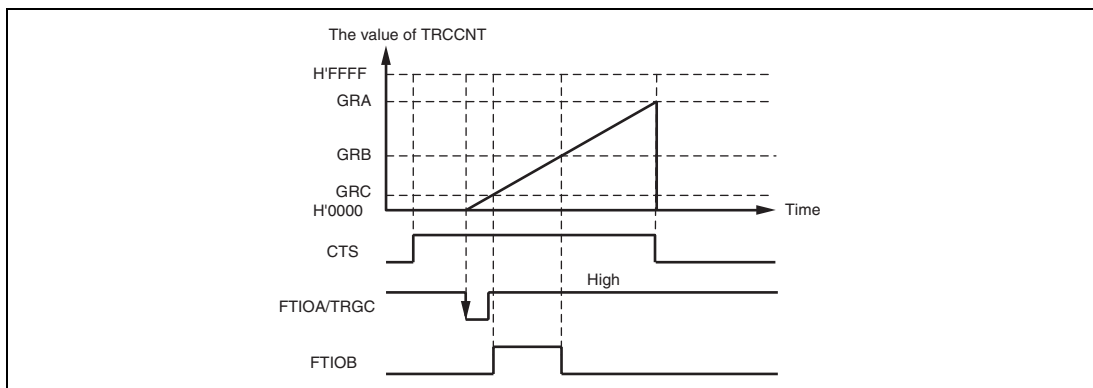 The value of TRCCNT
H'FFFF
GRA
GRB
GRC
H'0000
Time
CTS
High
FTIOA/TRGC
FTIOB